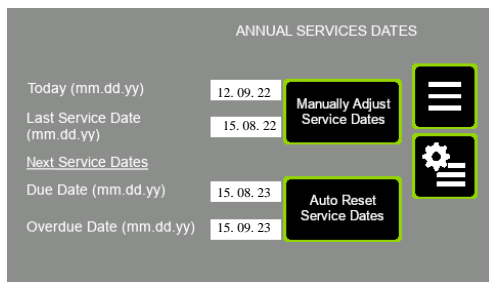 ANNUAL SERVICES DATES
Today (mm.dd.yy)
12. 09. 22
Manually Adjust
Service Dates
Last Service Date
(mm.dd.yy)
15. 08. 22
Next Service Dates
Due Date (mm.dd.yy)
15. 08. 23
Auto Reset
Service Dates
Overdue Date (mm.dd.yy)
15. 09. 23